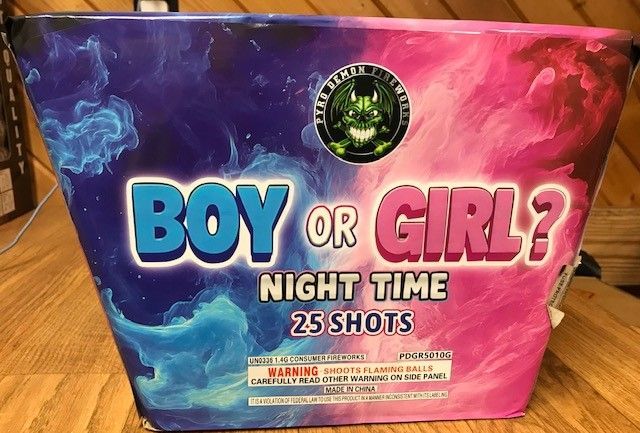 PYRO DEMON FIREWORKS
BOY OR GIRL?
NIGHT TIME
25 SHOTS
UN0336 1.4G CONSUMER FIREWORKS
PDGR5010G
WARNING SHOOTS FLAMING BALLS
CAREFULLY READ OTHER WARNING ON SIDE PANEL
MADE IN CHINA
IT IS A VIOLATION OF FEDERAL LAW TO USE THIS PRODUCT IN A MANNER INCONSISTENT WITH ITS LABELING